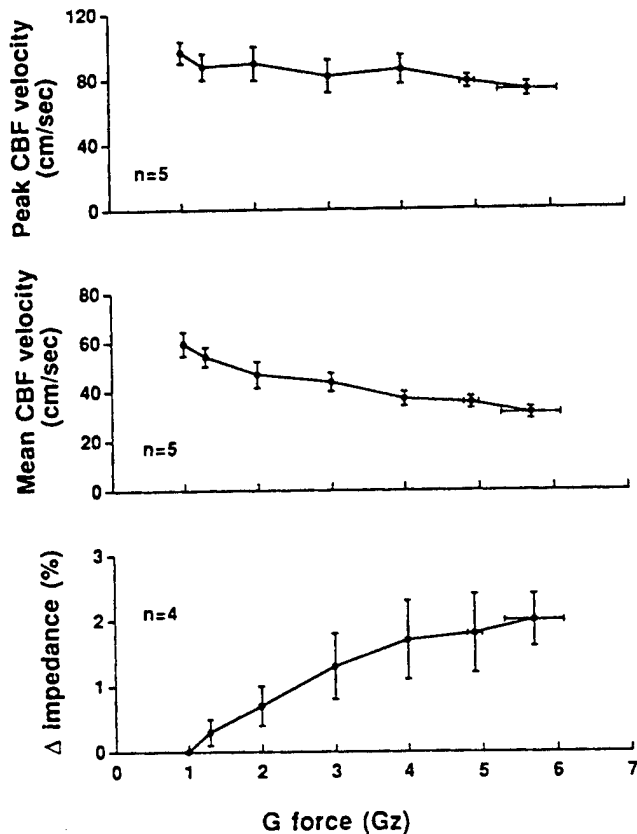 Peak CBF velocity
(cm/sec)
120
80
40
0
n=5
Mean CBF velocity
(cm/sec)
80
60
40
20
0
n=5
Δ impedance (%)
3
2
1
0
n=4
0 1 2 3 4 5 6 7
G force (Gz)